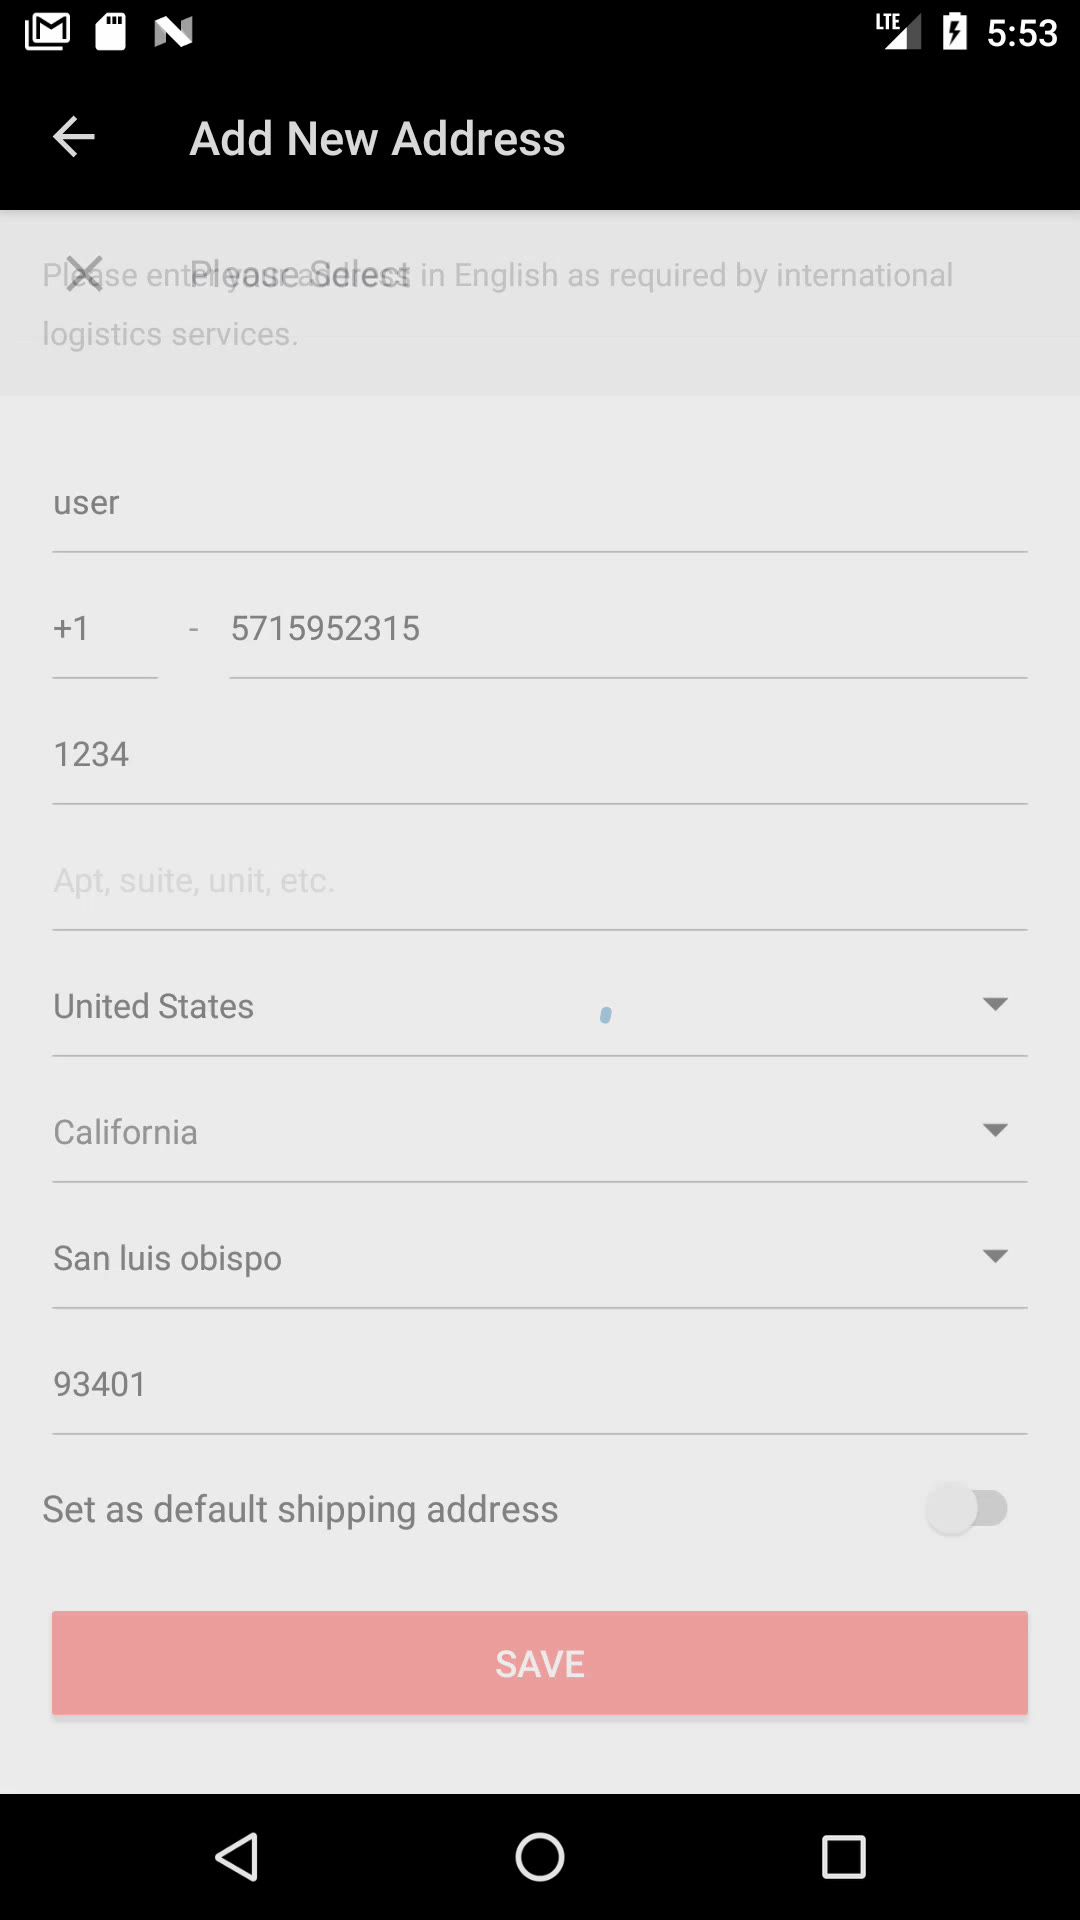 LTE 5:53
Add New Address
Please Select
Please enter your address in English as required by international
logistics services.
user
+1 - 5715952315
1234
Apt, suite, unit, etc.
United States
California
San luis obispo
93401
Set as default shipping address
SAVE